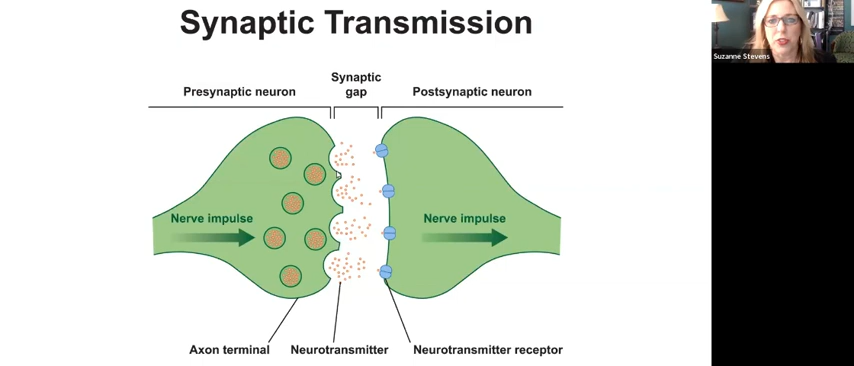 Synaptic Transmission
Suzanne Stevens
Synaptic
gap
Presynaptic neuron
Postsynaptic neuron
Nerve impulse
Nerve impulse
Axon terminal
Neurotransmitter
Neurotransmitter receptor